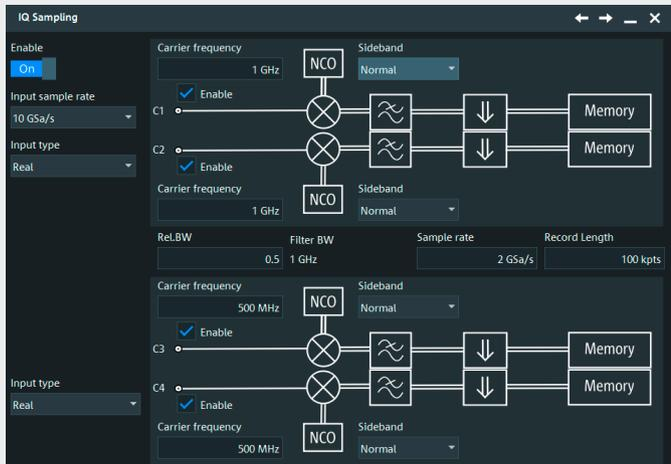 IQ Sampling
Enable
On
Input sample rate
10 GSa/s
Input type
Real
Carrier frequency
1 GHz
NCO
Sideband
Normal
Enable
C1
Memory
C2
Memory
Enable
Carrier frequency
1 GHz
NCO
Sideband
Normal
Rel.BW
0.5
Filter BW
1 GHz
Sample rate
2 GSa/s
Record Length
100 kpts
Carrier frequency
500 MHz
NCO
Sideband
Normal
Enable
C3
Memory
Input type
Real
C4
Memory
Enable
Carrier frequency
500 MHz
NCO
Sideband
Normal